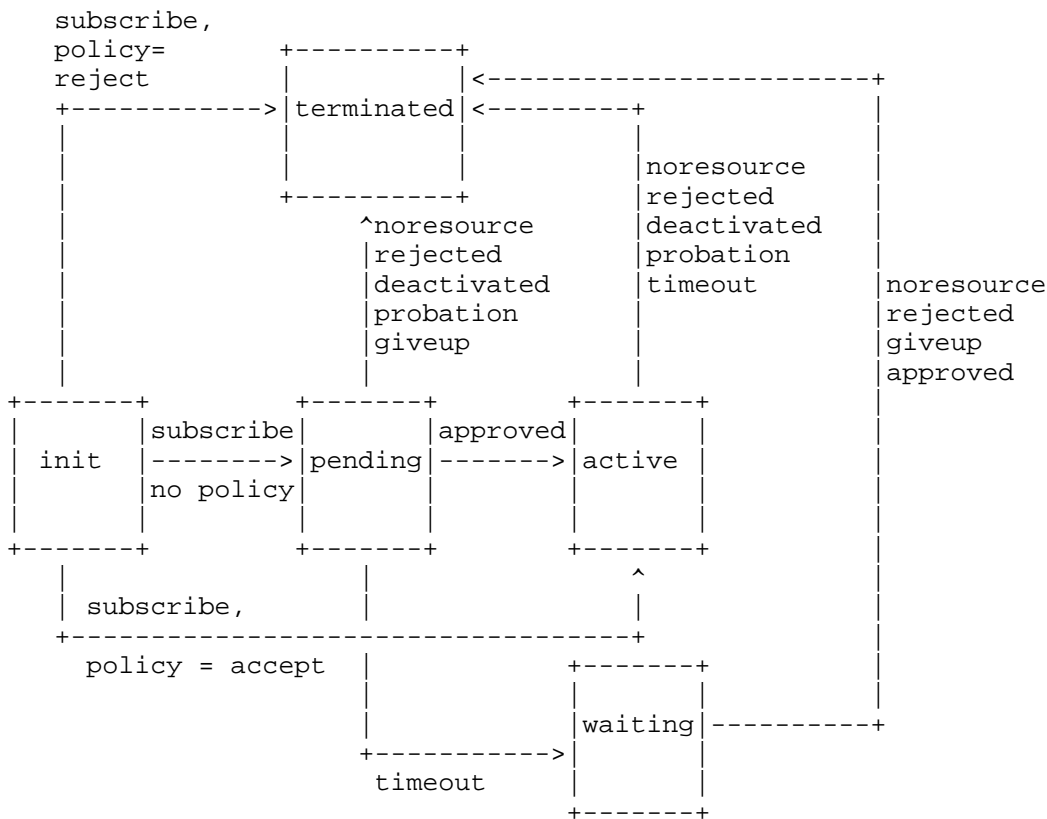 subscribe,
policy=
reject
terminated
noresource
rejected
deactivated
probation
timeout
noresource
rejected
deactivated
probation
giveup
noresource
rejected
giveup
approved
subscribe
approved
init
pending
active
no policy
subscribe,
policy = accept
waiting
timeout